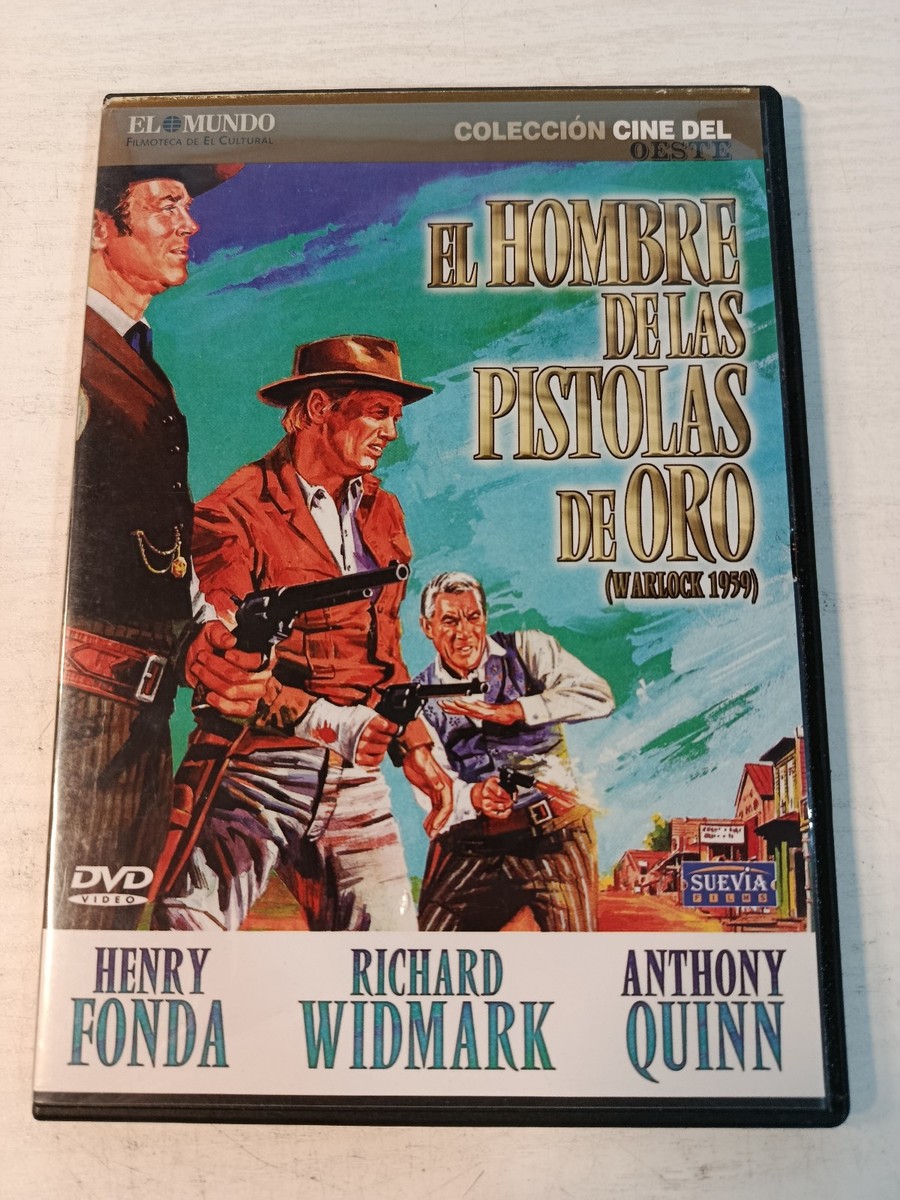 EL MUNDO
FILMOTECA DE EL CULTURAL
COLECCIÓN CINE DEL
OESTE
EL HOMBRE
DE LAS
PISTOLAS
DE ORO
(WARLOCK 1959)
DVD
VIDEO
SUEVIA
FILMS
HENRY
FONDA
RICHARD
WIDMARK
ANTHONY
QUINN